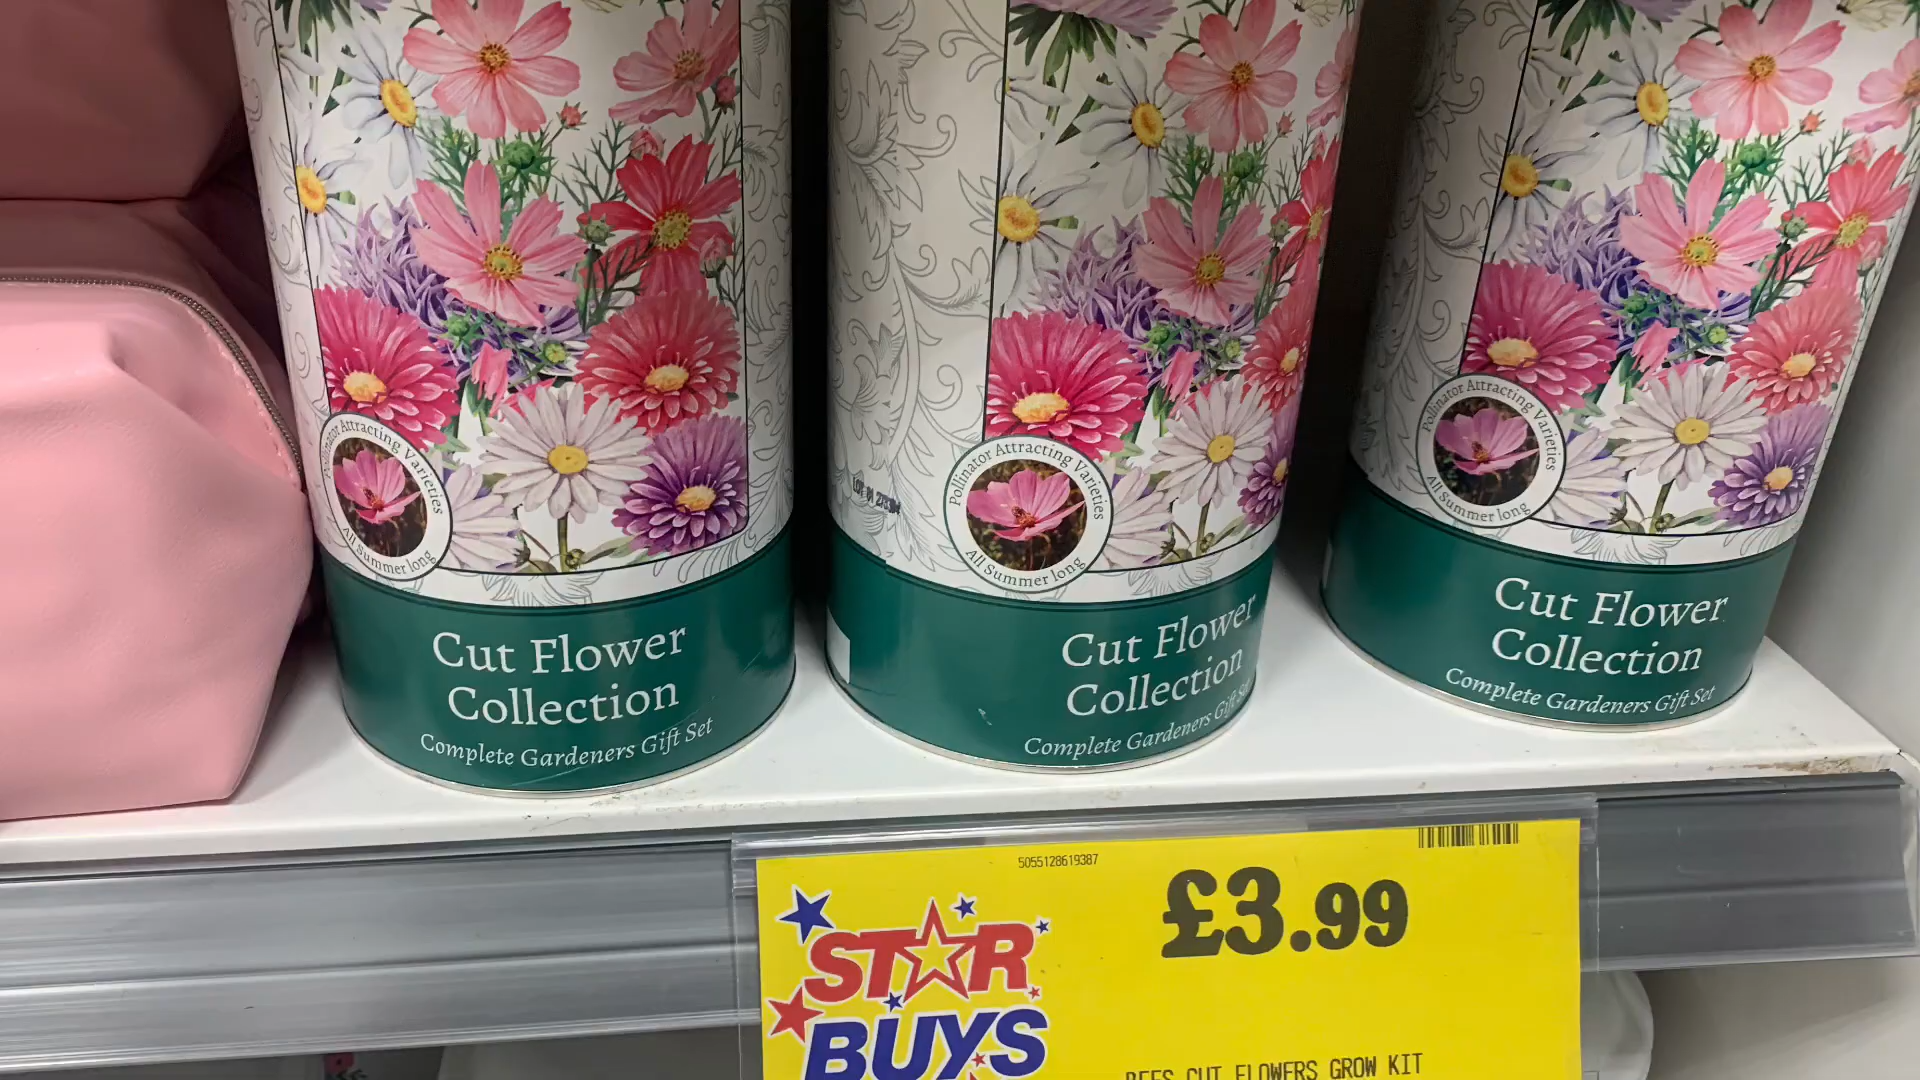 Pollinator Attracting Varieties
All Summer long
Cut Flower
Collection
Complete Gardeners Gift Set
Pollinator Attracting Varieties
All Summer long
Cut Flower
Collection
Complete Gardeners Gift Set
Pollinator Attracting Varieties
All Summer long
Cut Flower
Collection
Complete Gardeners Gift Set
5055128619387
£3.99
STAR
BUYS
BEES CUT FLOWERS GROW KIT